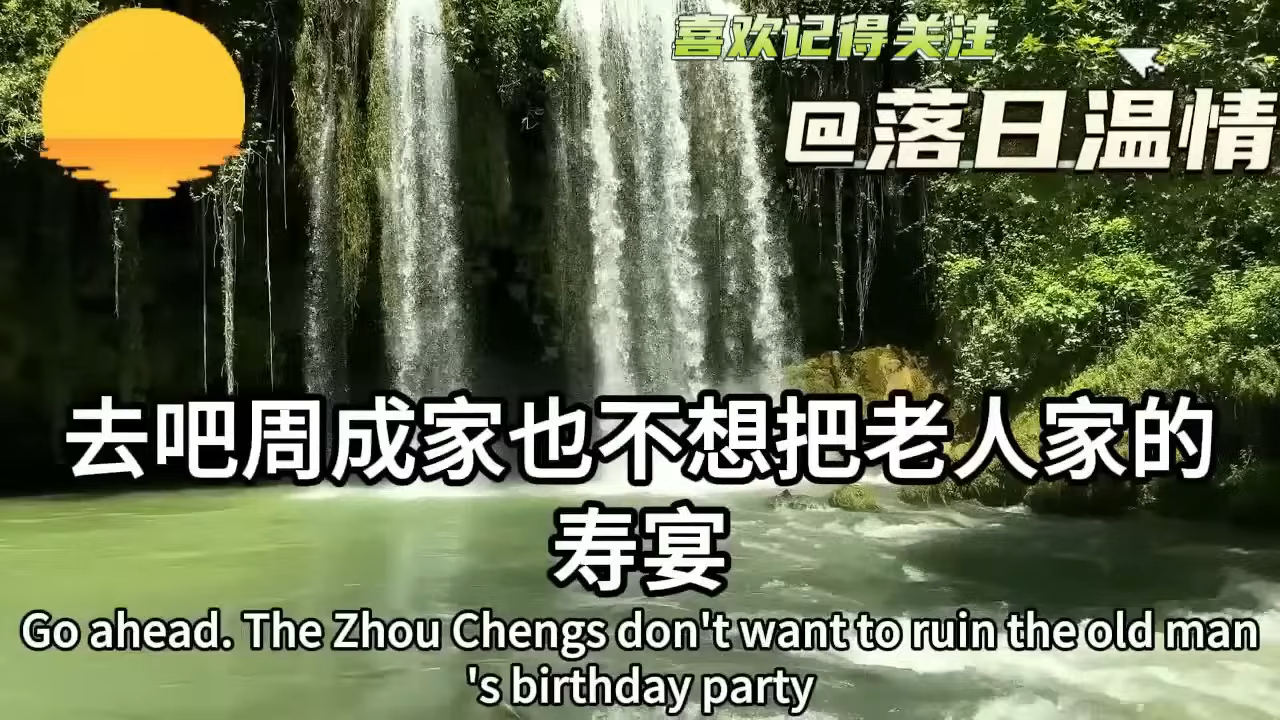 喜欢记得关注
@落日温情
去吧周成家也不想把老人家的
寿宴
Go ahead. The Zhou Chengs don't want to ruin the old man
's birthday party